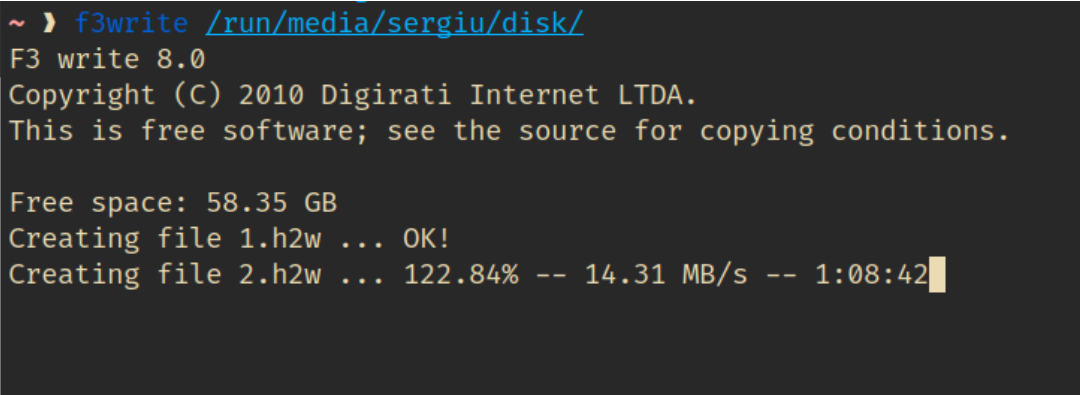 ~ ❯ f3write /run/media/sergiu/disk/
F3 write 8.0
Copyright (C) 2010 Digirati Internet LTDA.
This is free software; see the source for copying conditions.

Free space: 58.35 GB
Creating file 1.h2w ... OK!
Creating file 2.h2w ... 122.84% -- 14.31 MB/s -- 1:08:42